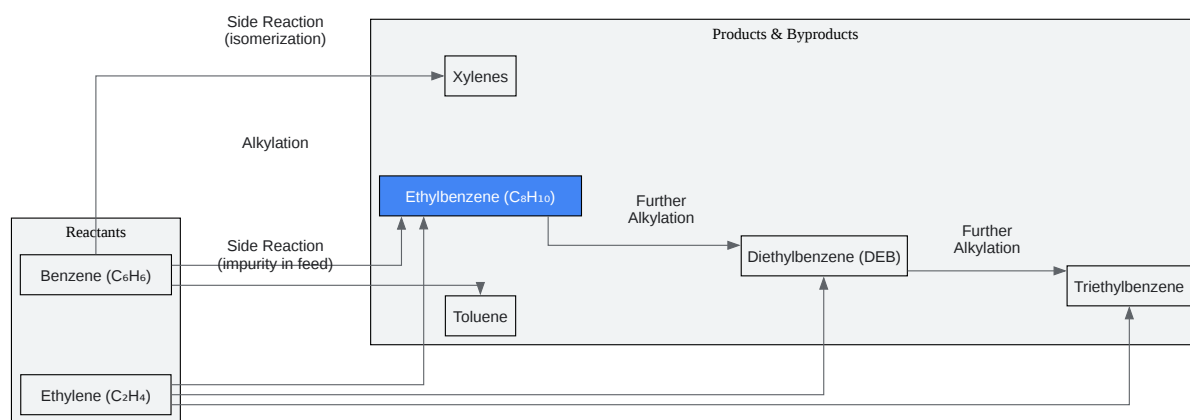 Side Reaction
(isomerization)
Products & Byproducts
Xylenes
Alkylation
Ethylbenzene (C₈H₁₀)
Further
Alkylation
Reactants
Side Reaction
(impurity in feed)
Further
Alkylation
Benzene (C₆H₆)
Diethylbenzene (DEB)
Triethylbenzene
Toluene
Ethylene (C₂H₄)